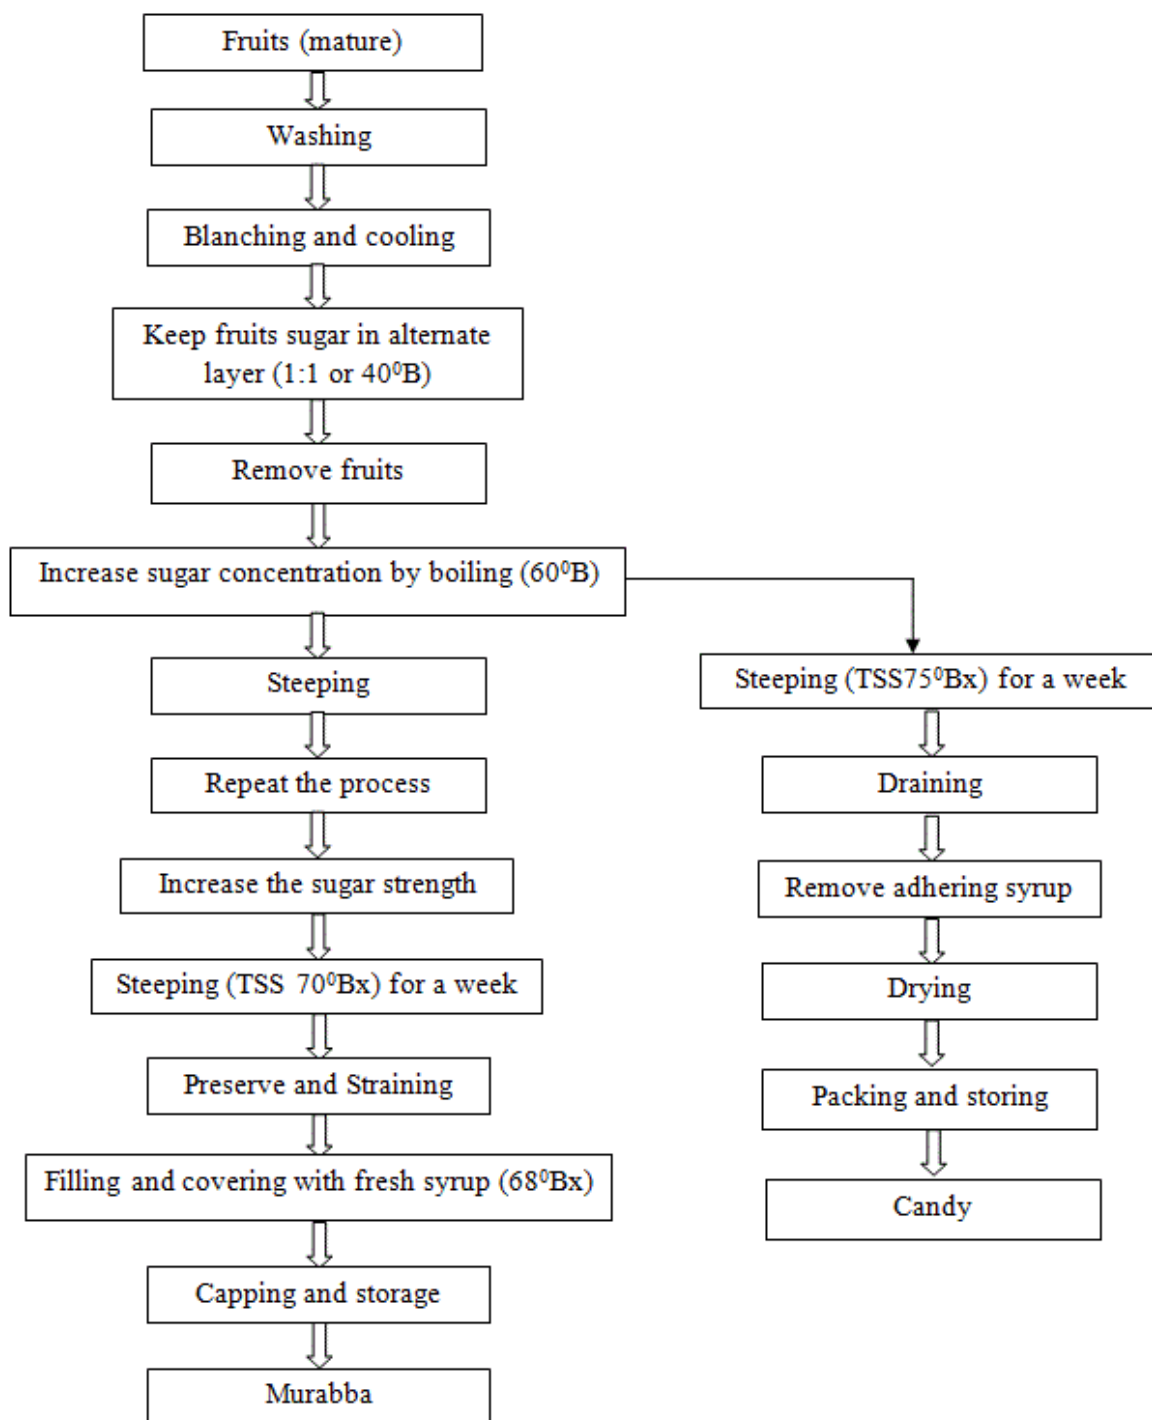 Fruits (mature)
Washing
Blanching and cooling
Keep fruits sugar in alternate
layer (1:1 or 40⁰B)
Remove fruits
Increase sugar concentration by boiling (60⁰B)
Steeping
Repeat the process
Increase the sugar strength
Steeping (TSS 70⁰Bx) for a week
Preserve and Straining
Filling and covering with fresh syrup (68⁰Bx)
Capping and storage
Murabba
Steeping (TSS75⁰Bx) for a week
Draining
Remove adhering syrup
Drying
Packing and storing
Candy